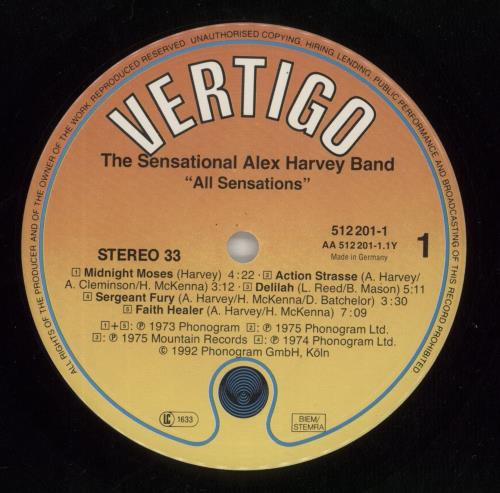 ALL RIGHTS OF THE PRODUCER AND OF THE OWNER OF THE WORK REPRODUCED RESERVED. UNAUTHORISED COPYING, HIRING, LENDING, PUBLIC PERFORMANCE AND BROADCASTING OF THIS RECORD PROHIBITED
VERTIGO
The Sensational Alex Harvey Band
“All Sensations”
512 201-1
AA 512 201-1.1Y
Made in Germany
1
STEREO 33
1 Midnight Moses (Harvey) 4:22 · 2 Action Strasse (A. Harvey/
A. Cleminson/H. McKenna) 3:12 · 3 Delilah (L. Reed/B. Mason) 5:11
4 Sergeant Fury (A. Harvey/H. McKenna/D. Batchelor) 3:30
5 Faith Healer (A. Harvey/H. McKenna) 7:09
1+5: ℗ 1973 Phonogram 2: ℗ 1975 Phonogram Ltd.
3: ℗ 1975 Mountain Records 4: ℗ 1974 Phonogram Ltd.
© 1992 Phonogram GmbH, Köln
LC 1633
BIEM/
STEMRA